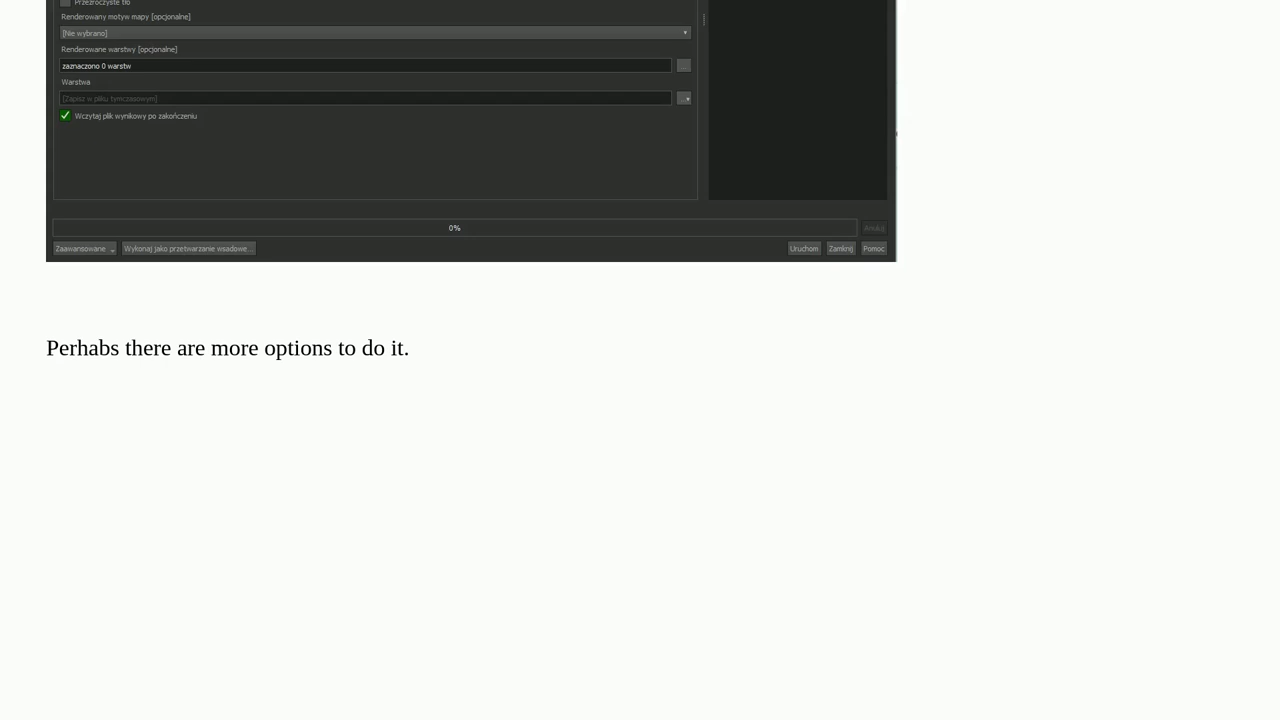 Przezroczyste tło
Renderowany motyw mapy [opcjonalne]
[Nie wybrano]
Renderowane warstwy [opcjonalne]
zaznaczono 0 warstw
...
Warstwa
[Zapisz w pliku tymczasowym]
...
Wczytaj plik wynikowy po zakończeniu
0%
Anuluj
Zaawansowane
Wykonaj jako przetwarzanie wsadowe...
Uruchom
Zamknij
Pomoc
Perhabs there are more options to do it.